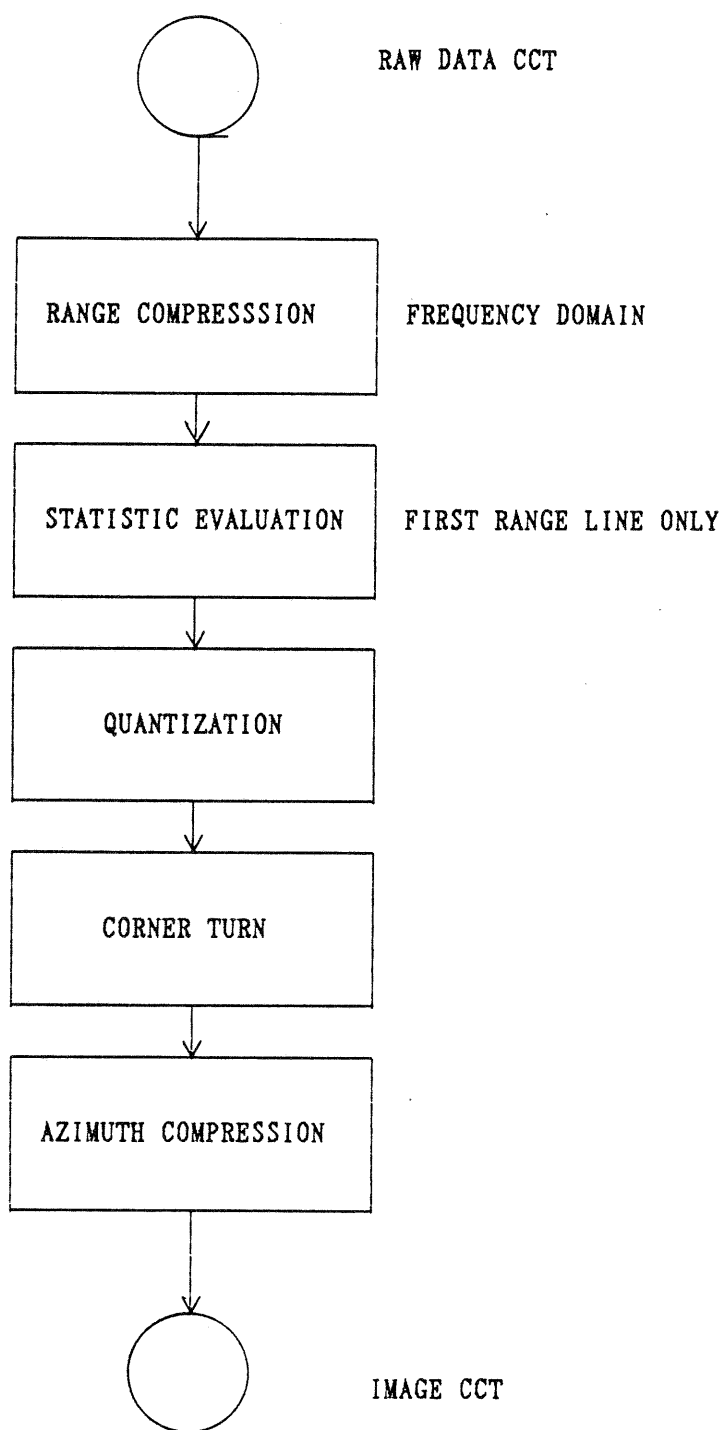 RAW DATA CCT
RANGE COMPRESSSION
FREQUENCY DOMAIN
STATISTIC EVALUATION
FIRST RANGE LINE ONLY
QUANTIZATION
CORNER TURN
AZIMUTH COMPRESSION
IMAGE CCT